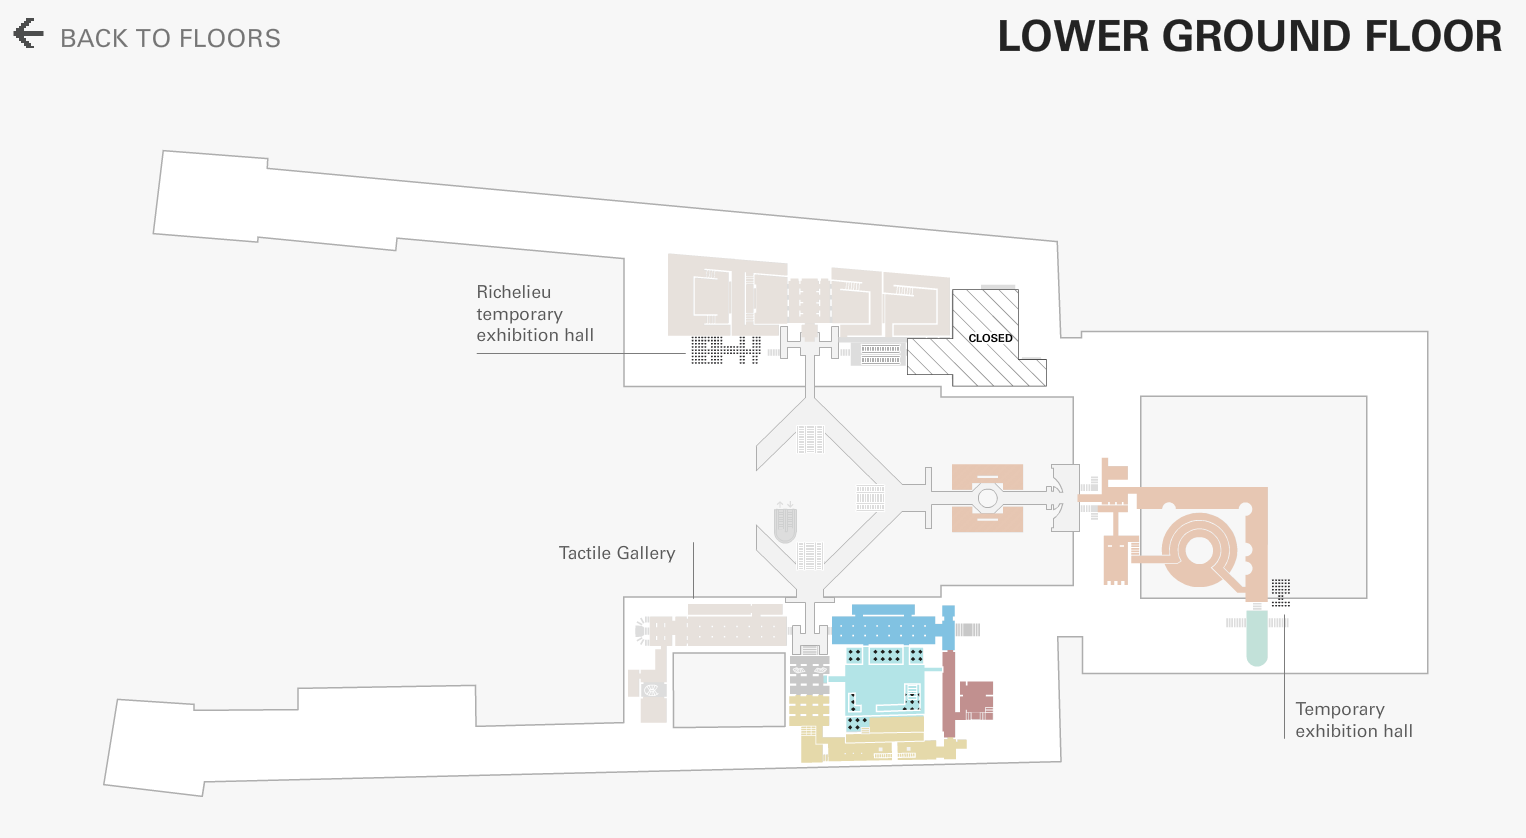 BACK TO FLOORS
LOWER GROUND FLOOR
Richelieu
temporary
exhibition hall
CLOSED
Tactile Gallery
Temporary
exhibition hall